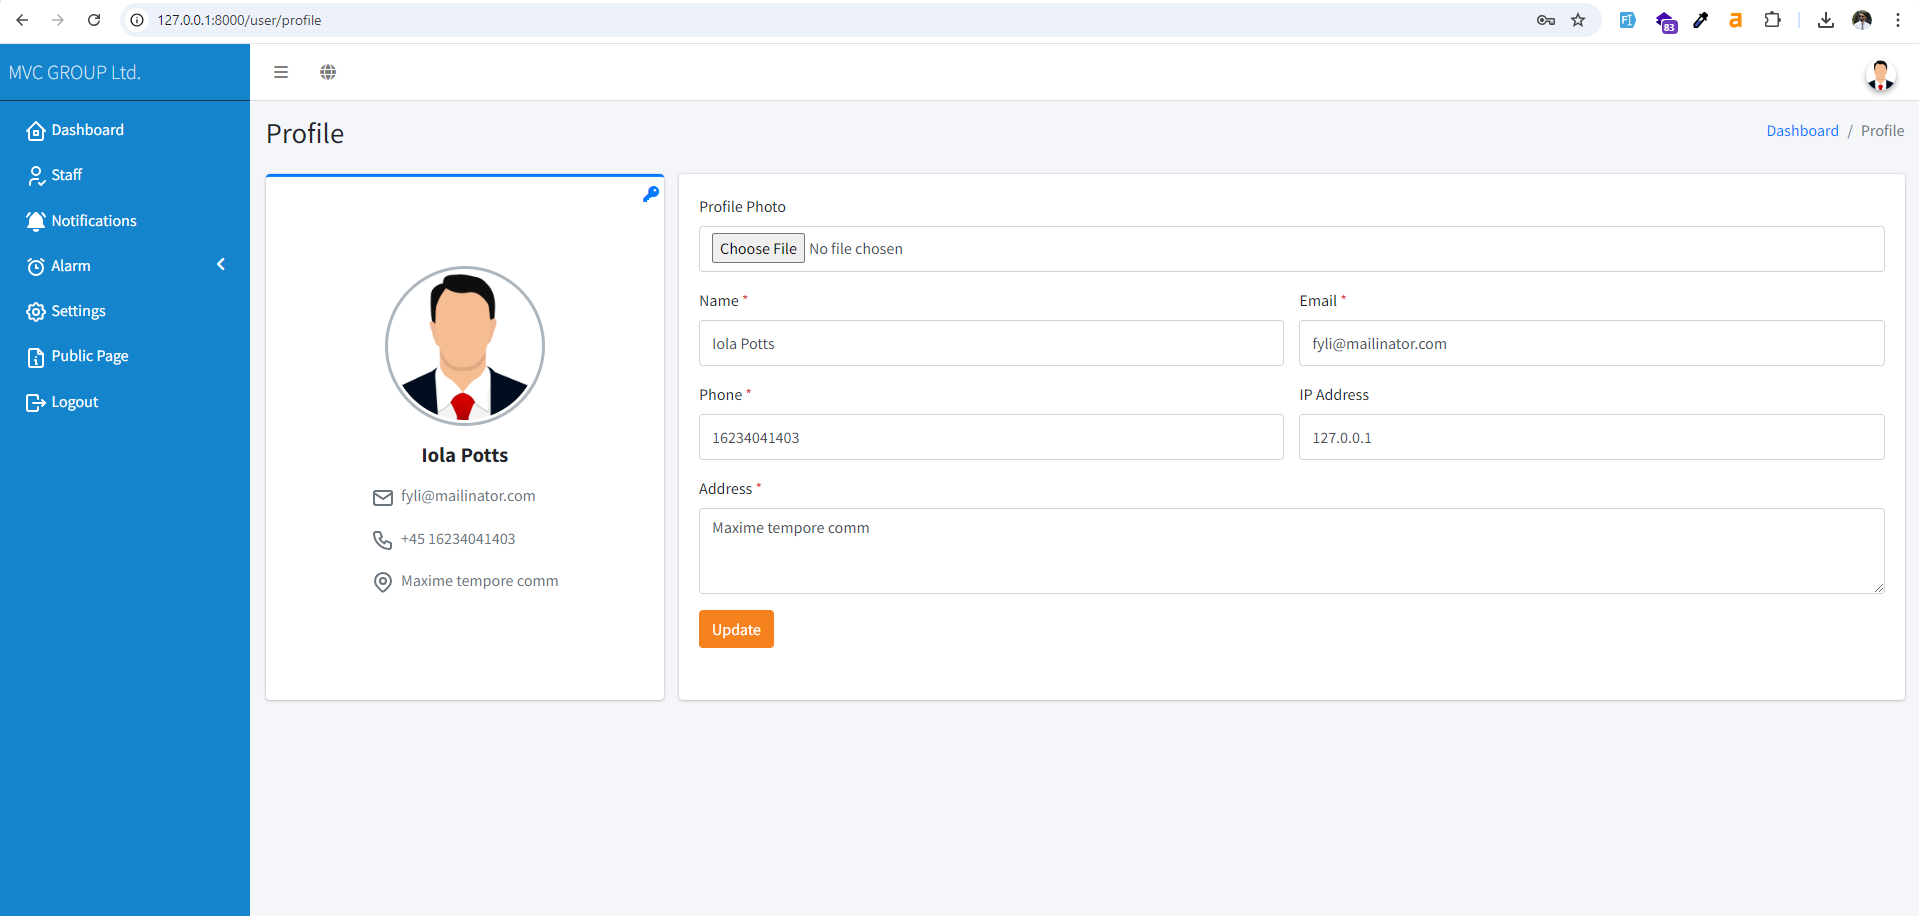 127.0.0.1:8000/user/profile
83
MVC GROUP Ltd.
Dashboard
Staff
Notifications
Alarm
Settings
Public Page
Logout
Profile
Dashboard / Profile
Iola Potts
fyli@mailinator.com
+45 16234041403
Maxime tempore comm
Profile Photo
Choose File No file chosen
Name *
Iola Potts
Email *
fyli@mailinator.com
Phone *
16234041403
IP Address
127.0.0.1
Address *
Maxime tempore comm
Update